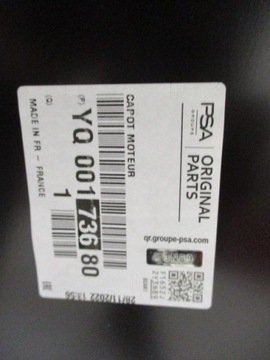 PSA
GROUPE
ORIGINAL
PARTS
qr.groupe-psa.com
CAPOT MOTEUR
(P)
YQ 001 736 80
(Q)
1
MADE IN FR - FRANCE
28/11/2022 13:56